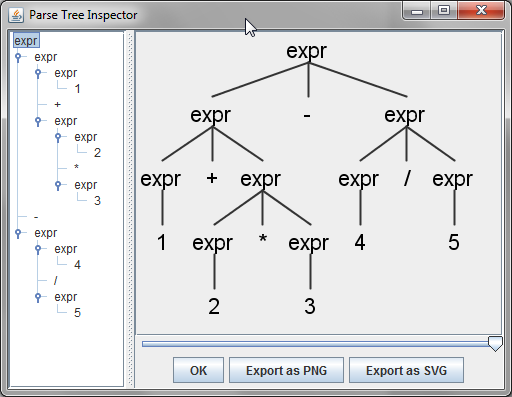 Parse Tree Inspector
expr
expr
expr
1
+
expr
expr
2
*
expr
3
-
expr
expr
4
/
expr
5
expr
expr - expr
expr + expr expr / expr
1 expr * expr 4 5
2 3
OK Export as PNG Export as SVG